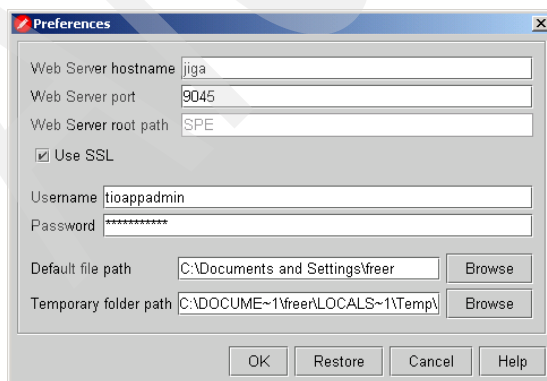 Preferences
Web Server hostname jiga
Web Server port 9045
Web Server root path SPE
Use SSL
Username tioappadmin
Password ***********
Default file path C:\Documents and Settings\freer Browse
Temporary folder path C:\DOCUME~1\freer\LOCALS~1\Temp\ Browse
OK Restore Cancel Help